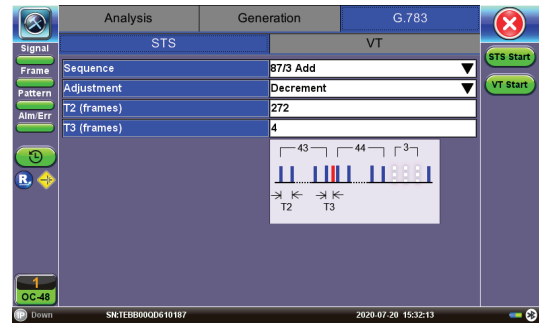 Analysis Generation G.783
STS VT
Signal
Frame
Pattern
Alm/Err
Sequence 87/3 Add
Adjustment Decrement
T2 (frames) 272
T3 (frames) 4
43 44 3
T2 T3
STS Start
VT Start
R
1
OC-48
IP Down SN:TEBB00QD610187 2020-07-20 15:32:13